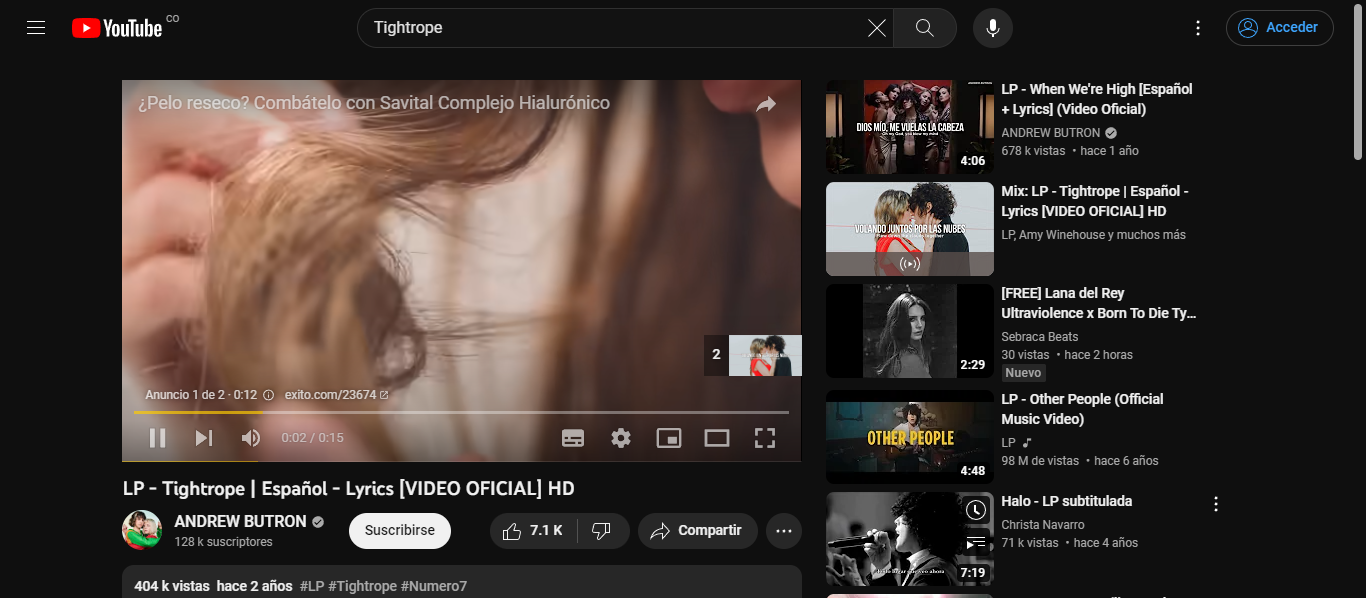 YouTube CO
Tightrope
Acceder
¿Pelo reseco? Combátelo con Savital Complejo Hialurónico
2
Anuncio 1 de 2 · 0:12
exito.com/23674
0:02 / 0:15
LP - Tightrope | Español - Lyrics [VIDEO OFICIAL] HD
ANDREW BUTRON
128 k suscriptores
Suscribirse
7.1 K
Compartir
404 k vistas hace 2 años #LP #Tightrope #Numero7
DIOS MÍO, ME VUELAS LA CABEZA
Oh my God, you blow my mind
4:06
LP - When We're High [Español
+ Lyrics] (Video Oficial)
ANDREW BUTRON
678 k vistas • hace 1 año
VOLANDO JUNTOS POR LAS NUBES
Mix: LP - Tightrope | Español -
Lyrics [VIDEO OFICIAL] HD
LP, Amy Winehouse y muchos más
2:29
[FREE] Lana del Rey
Ultraviolence x Born To Die Ty...
Sebraca Beats
30 vistas • hace 2 horas
Nuevo
OTHER PEOPLE
4:48
LP - Other People (Official
Music Video)
LP
98 M de vistas • hace 6 años
7:19
Halo - LP subtitulada
Christa Navarro
71 k vistas • hace 4 años